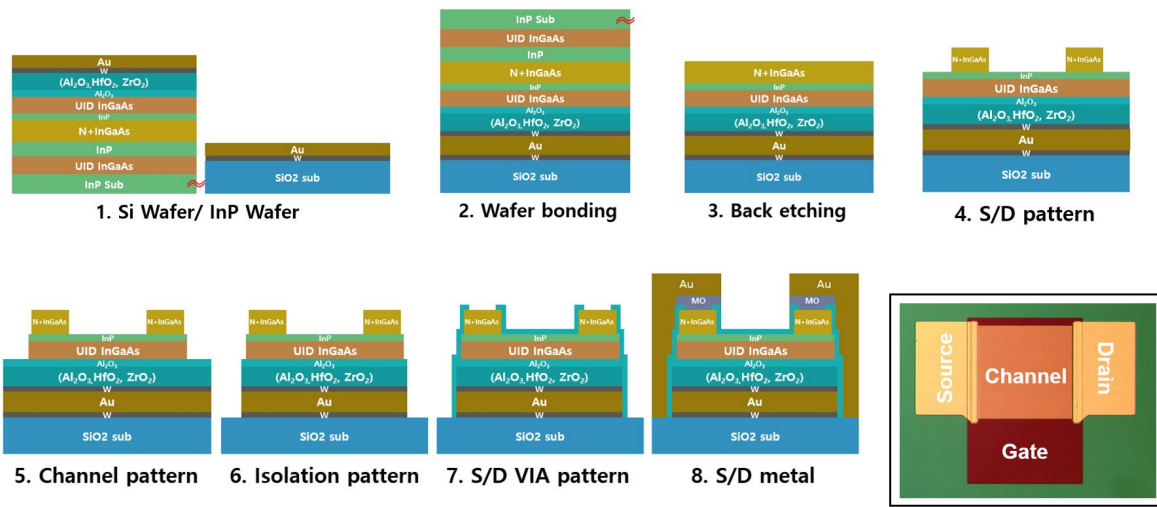 Au
W
(Al₂O₃,HfO₂, ZrO₂)
Al₂O₃
UID InGaAs
InP
N+InGaAs
InP
UID InGaAs
InP Sub
Au
W
SiO2 sub
1. Si Wafer/ InP Wafer
InP Sub
UID InGaAs
InP
N+InGaAs
InP
UID InGaAs
Al₂O₃
(Al₂O₃,HfO₂, ZrO₂)
W
Au
W
SiO2 sub
2. Wafer bonding
N+InGaAs
InP
UID InGaAs
Al₂O₃
(Al₂O₃,HfO₂, ZrO₂)
W
Au
W
SiO2 sub
3. Back etching
N+InGaAs N+InGaAs
InP
UID InGaAs
Al₂O₃
(Al₂O₃,HfO₂, ZrO₂)
W
Au
W
SiO2 sub
4. S/D pattern
N+InGaAs N+InGaAs
InP
UID InGaAs
Al₂O₃
(Al₂O₃,HfO₂, ZrO₂)
W
Au
W
SiO2 sub
5. Channel pattern
N+InGaAs N+InGaAs
InP
UID InGaAs
Al₂O₃
(Al₂O₃,HfO₂, ZrO₂)
W
Au
W
SiO2 sub
6. Isolation pattern
N+InGaAs N+InGaAs
InP
UID InGaAs
Al₂O₃
(Al₂O₃,HfO₂, ZrO₂)
W
Au
W
SiO2 sub
7. S/D VIA pattern
Au Au
MO MO
N+InGaAs N+InGaAs
InP
UID InGaAs
Al₂O₃
(Al₂O₃,HfO₂, ZrO₂)
W
Au
W
SiO2 sub
8. S/D metal
Source
Channel
Drain
Gate